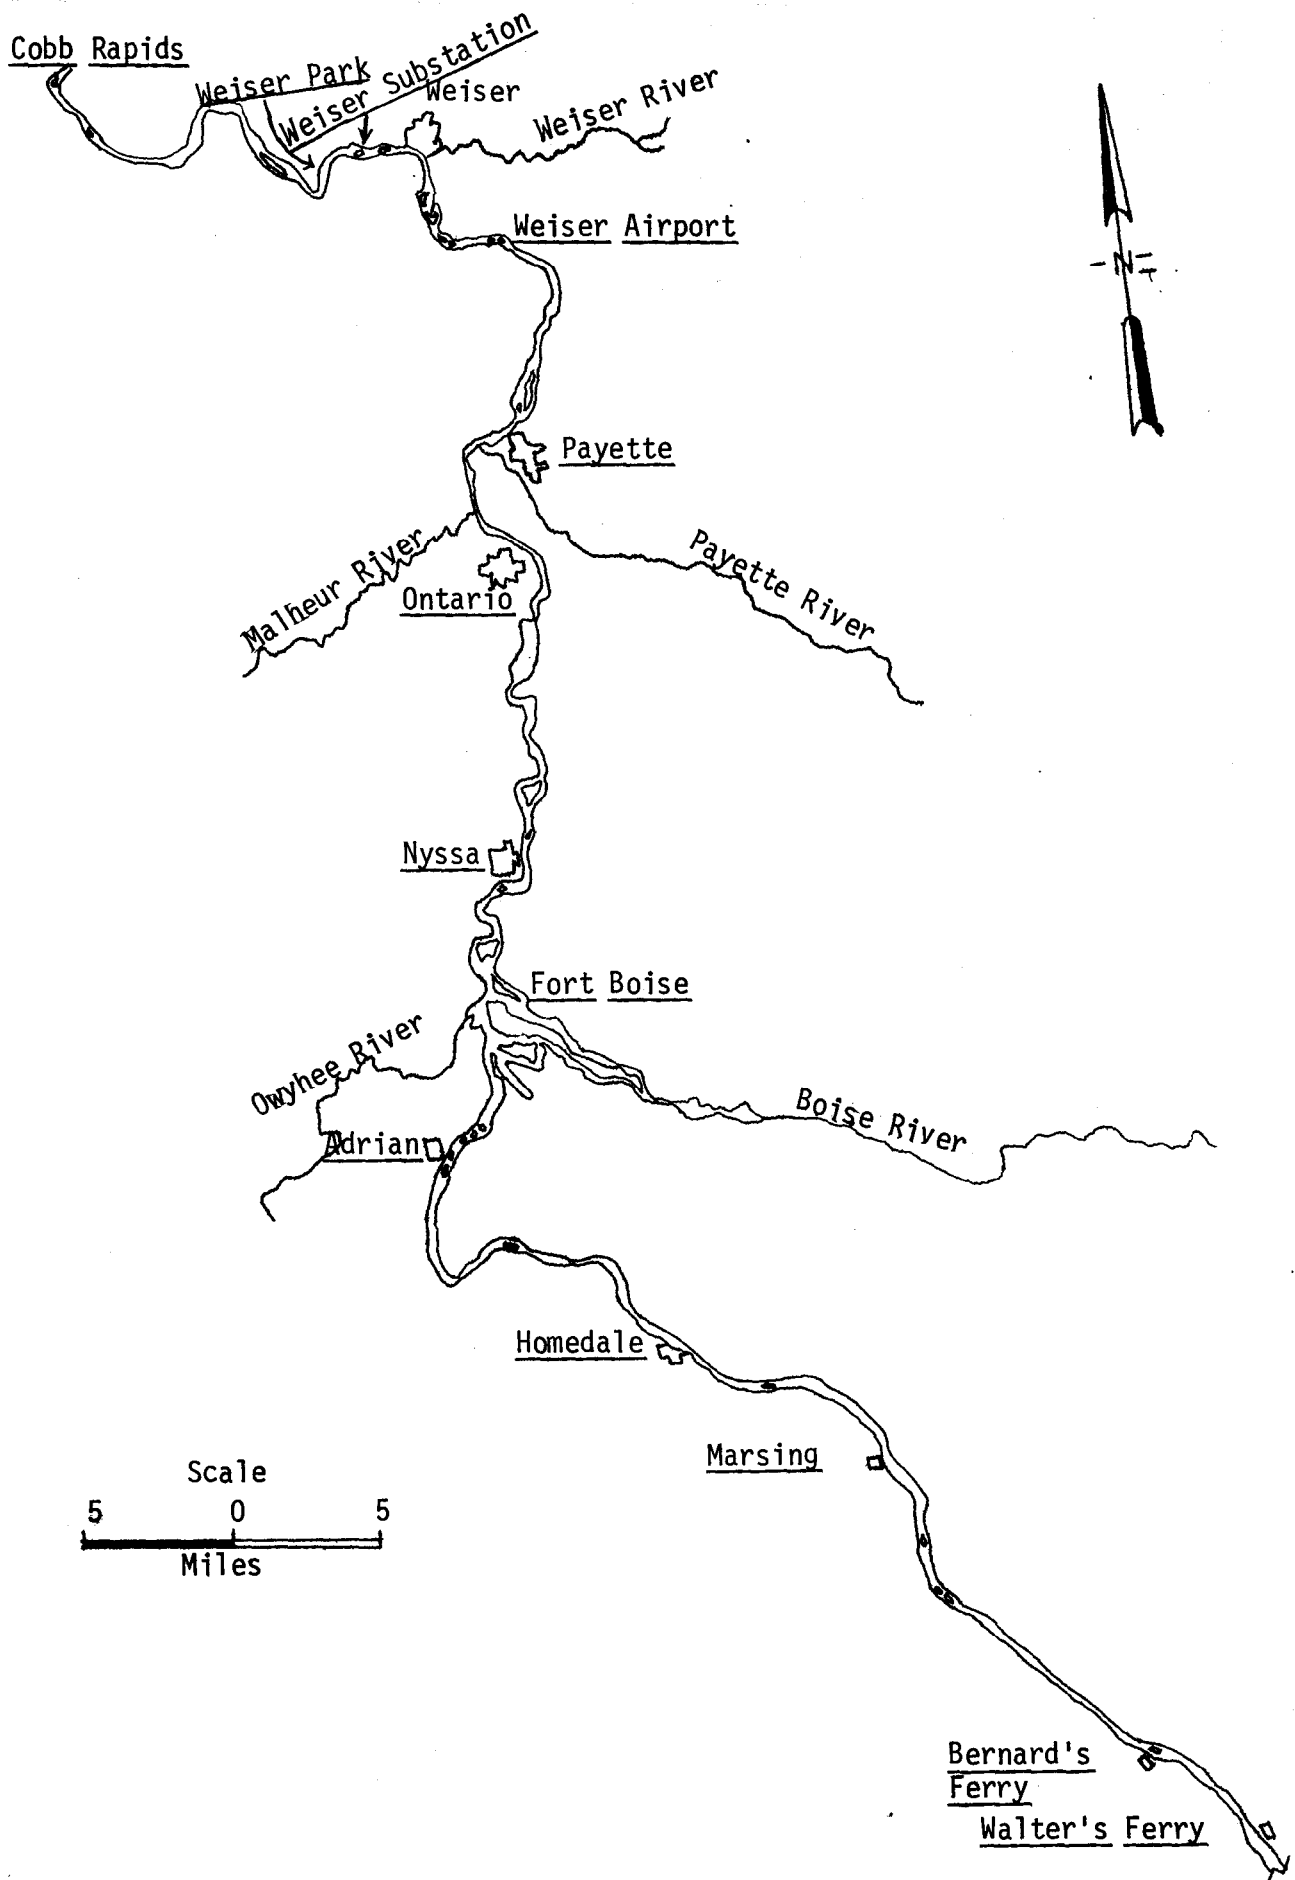 Cobb Rapids
Weiser Park
Weiser Substation
Weiser
Weiser River
Weiser Airport
N
Payette
Payette River
Malheur River
Ontario
Nyssa
Fort Boise
Owyhee River
Boise River
Adrian
Homedale
Marsing
Scale
5 0 5
Miles
Bernard's
Ferry
Walter's Ferry